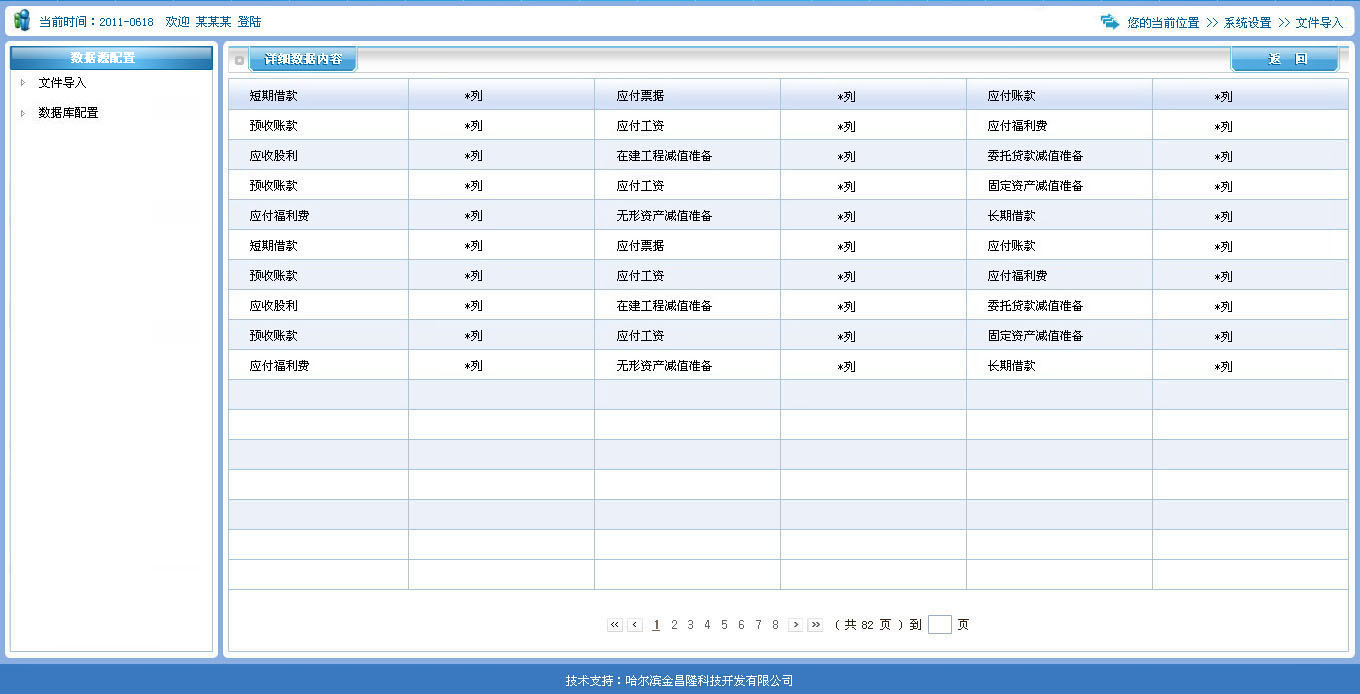 当前时间：2011-0618 欢迎 某某某 登陆 您的当前位置 >> 系统设置 >> 文件导入
数据源配置
文件导入
数据库配置
详细数据内容 返 回
短期借款 *列 应付票据 *列 应付账款 *列
预收账款 *列 应付工资 *列 应付福利费 *列
应收股利 *列 在建工程减值准备 *列 委托贷款减值准备 *列
预收账款 *列 应付工资 *列 固定资产减值准备 *列
应付福利费 *列 无形资产减值准备 *列 长期借款 *列
短期借款 *列 应付票据 *列 应付账款 *列
预收账款 *列 应付工资 *列 应付福利费 *列
应收股利 *列 在建工程减值准备 *列 委托贷款减值准备 *列
预收账款 *列 应付工资 *列 固定资产减值准备 *列
应付福利费 *列 无形资产减值准备 *列 长期借款 *列
<< < 1 2 3 4 5 6 7 8 > >> ( 共 82 页 ) 到 页
技术支持：哈尔滨金昌隆科技开发有限公司